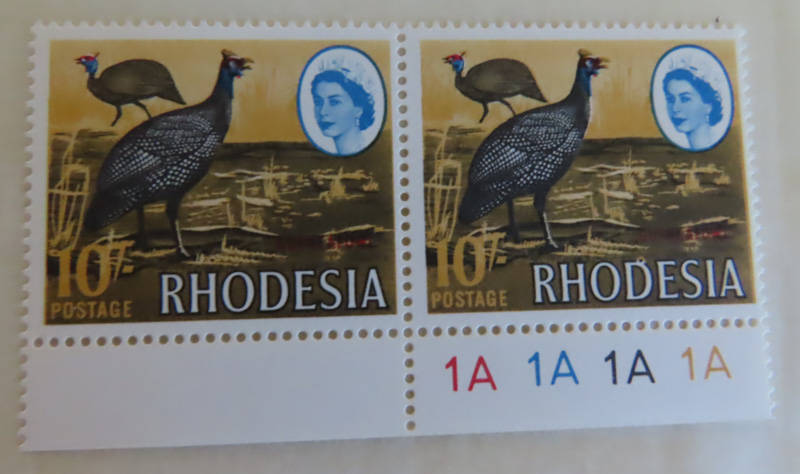 10/-
POSTAGE
RHODESIA
10/-
POSTAGE
RHODESIA
1A 1A 1A 1A